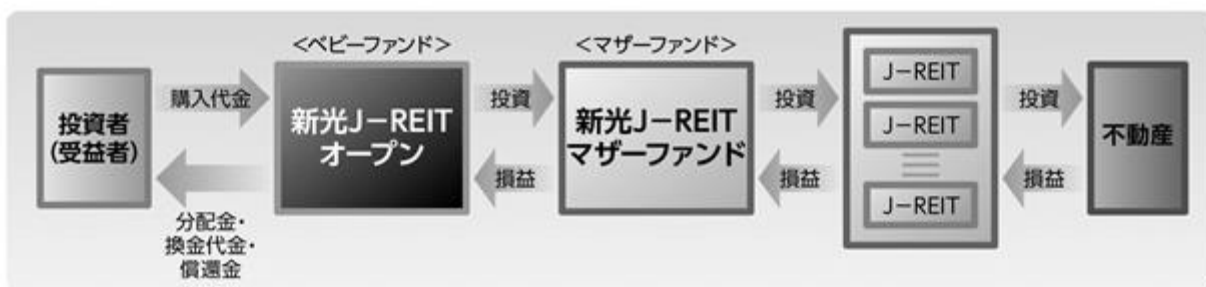 <ベビーファンド>
<マザーファンド>
投資者
(受益者)
購入代金
分配金・
換金代金・
償還金
新光J−REIT
オープン
投資
損益
新光J−REIT
マザーファンド
投資
損益
J−REIT
J−REIT
J−REIT
投資
損益
不動産